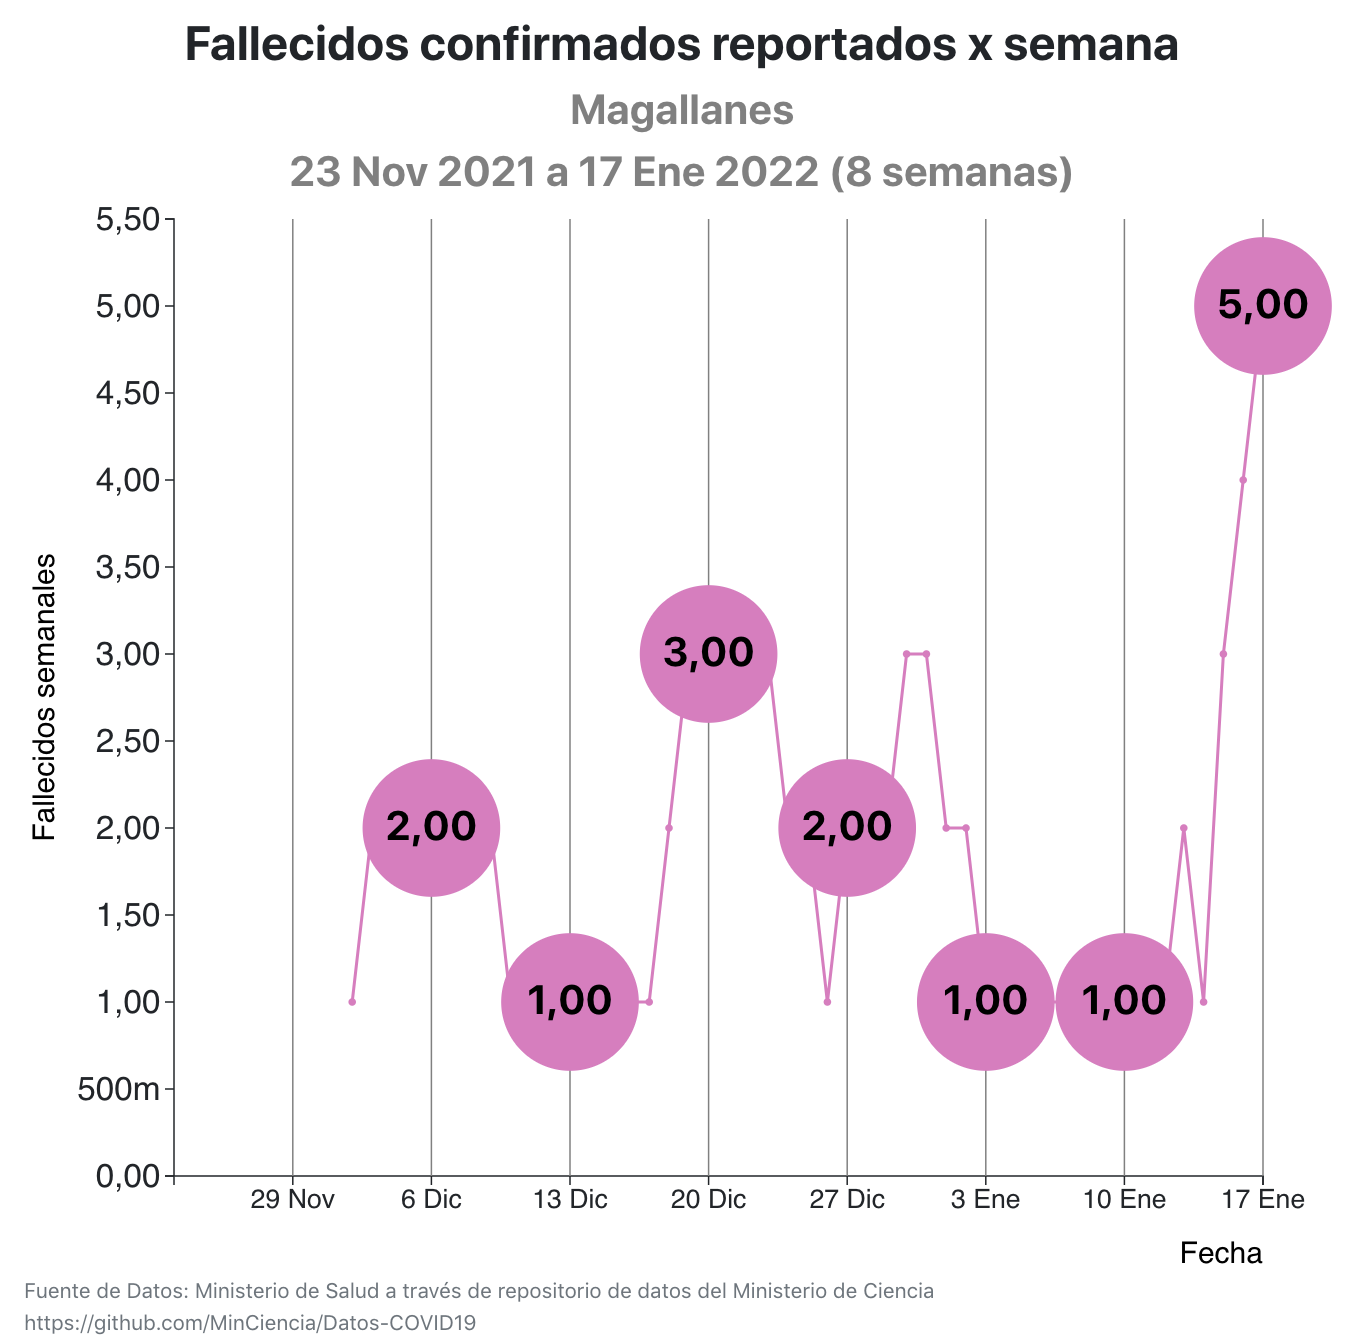 Fallecidos confirmados reportados x semana
Magallanes
23 Nov 2021 a 17 Ene 2022 (8 semanas)
5,50
5,00
4,50
4,00
3,50
3,00
2,50
2,00
1,50
1,00
500m
0,00
Fallecidos semanales
2,00
1,00
3,00
2,00
1,00
1,00
5,00
29 Nov
6 Dic
13 Dic
20 Dic
27 Dic
3 Ene
10 Ene
17 Ene
Fecha
Fuente de Datos: Ministerio de Salud a través de repositorio de datos del Ministerio de Ciencia
https://github.com/MinCiencia/Datos-COVID19